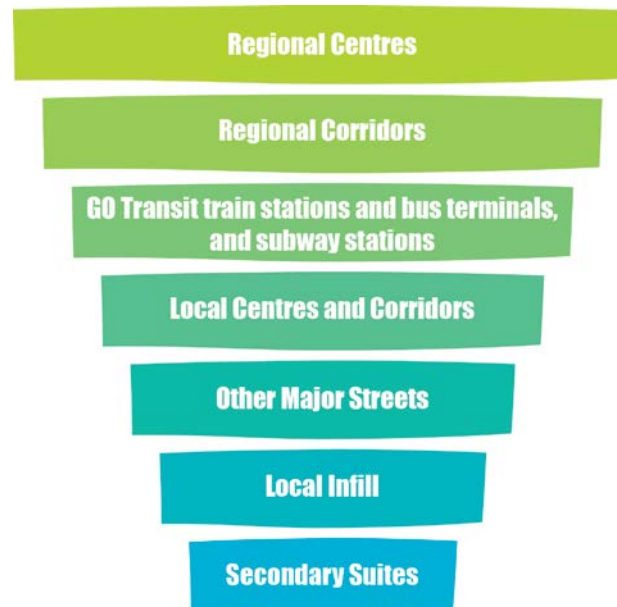 Regional Centres
Regional Corridors
GO Transit train stations and bus terminals,
and subway stations
Local Centres and Corridors
Other Major Streets
Local Infill
Secondary Suites